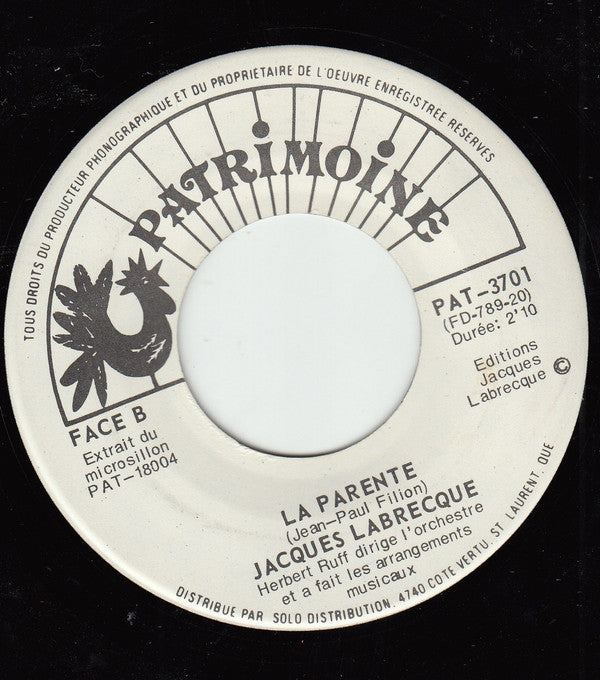 TOUS DROITS DU PRODUCTEUR PHONOGRAPHIQUE ET DU PROPRIETAIRE DE L'OEUVRE ENREGISTREE RESERVES
PATRiMOiNE
PAT-3701
(FD-789-20)
Durée: 2'10
Editions
Jacques
Labrecque ©
FACE B
Extrait du
microsillon
PAT-18004
LA PARENTE
(Jean-Paul Filion)
JACQUES LABRECQUE
Herbert Ruff dirige l'orchestre
et a fait les arrangements
musicaux
DISTRIBUE PAR SOLO DISTRIBUTION. 4740 COTE VERTU. ST LAURENT. QUE